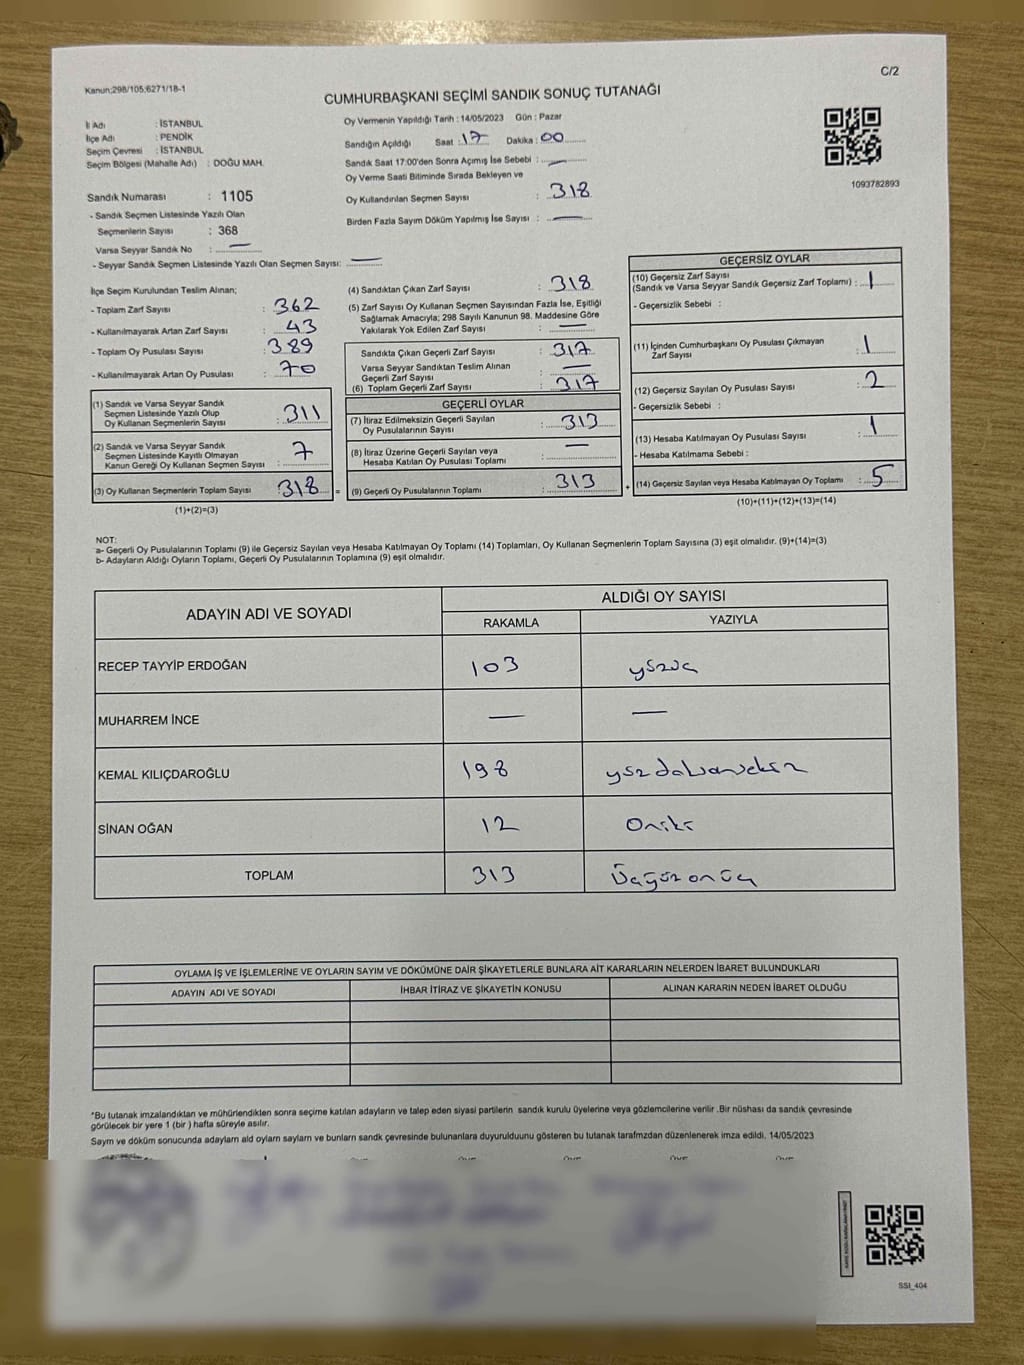 C/2
Kanun;298/105;6271/18-1
CUMHURBAŞKANI SEÇİMİ SANDIK SONUÇ TUTANAĞI
İl Adı : İSTANBUL
İlçe Adı : PENDİK
Seçim Çevresi : İSTANBUL
Seçim Bölgesi (Mahalle Adı) : DOĞU MAH.
Oy Vermenin Yapıldığı Tarih : 14/05/2023 Gün : Pazar
Sandığın Açıldığı Saat : 17 Dakika : 00
Sandık Saat 17:00'den Sonra Açımış İse Sebebi : —
Oy Verme Saati Bitiminde Sırada Bekleyen ve
Oy Kullandırılan Seçmen Sayısı : 318
Birden Fazla Sayım Döküm Yapılmış İse Sayısı : —
1093782893
Sandık Numarası : 1105
- Sandık Seçmen Listesinde Yazılı Olan
Seçmenlerin Sayısı : 368
Varsa Seyyar Sandık No : —
- Seyyar Sandık Seçmen Listesinde Yazılı Olan Seçmen Sayısı: —
İlçe Seçim Kurulundan Teslim Alınan;
- Toplam Zarf Sayısı : 362
- Kullanılmayarak Artan Zarf Sayısı : 43
- Toplam Oy Pusulası Sayısı : 389
- Kullanılmayarak Artan Oy Pusulası : 70
(1) Sandık ve Varsa Seyyar Sandık
Seçmen Listesinde Yazılı Olup
Oy Kullanan Seçmenlerin Sayısı : 311
(2) Sandık ve Varsa Seyyar Sandık
Seçmen Listesinde Kayıtlı Olmayan
Kanun Gereği Oy Kullanan Seçmen Sayısı : 7
(3) Oy Kullanan Seçmenlerin Toplam Sayısı : 318 =
(1)+(2)=(3)
(4) Sandıktan Çıkan Zarf Sayısı : 318
(5) Zarf Sayısı Oy Kullanan Seçmen Sayısından Fazla İse, Eşitliği
Sağlamak Amacıyla; 298 Sayılı Kanunun 98. Maddesine Göre
Yakılarak Yok Edilen Zarf Sayısı : —
Sandıkta Çıkan Geçerli Zarf Sayısı : 317
Varsa Seyyar Sandıktan Teslim Alınan
Geçerli Zarf Sayısı : —
(6) Toplam Geçerli Zarf Sayısı : 317
GEÇERLİ OYLAR
(7) İtiraz Edilmeksizin Geçerli Sayılan
Oy Pusulalarının Sayısı : 313
(8) İtiraz Üzerine Geçerli Sayılan veya
Hesaba Katılan Oy Pusulası Toplamı : —
(9) Geçerli Oy Pusulalarının Toplamı : 313 +
GEÇERSİZ OYLAR
(10) Geçersiz Zarf Sayısı
(Sandık ve Varsa Seyyar Sandık Geçersiz Zarf Toplamı) : 1
- Geçersizlik Sebebi :
(11) İçinden Cumhurbaşkanı Oy Pusulası Çıkmayan
Zarf Sayısı : 1
(12) Geçersiz Sayılan Oy Pusulası Sayısı : 2
- Geçersizlik Sebebi :
(13) Hesaba Katılmayan Oy Pusulası Sayısı : 1
- Hesaba Katılmama Sebebi :
(14) Geçersiz Sayılan veya Hesaba Katılmayan Oy Toplamı : 5
(10)+(11)+(12)+(13)=(14)
NOT:
a- Geçerli Oy Pusulalarının Toplamı (9) ile Geçersiz Sayılan veya Hesaba Katılmayan Oy Toplamı (14) Toplamları, Oy Kullanan Seçmenlerin Toplam Sayısına (3) eşit olmalıdır. (9)+(14)=(3)
b- Adayların Aldığı Oyların Toplamı, Geçerli Oy Pusulalarının Toplamına (9) eşit olmalıdır.
ADAYIN ADI VE SOYADI
ALDIĞI OY SAYISI
RAKAMLA YAZIYLA
RECEP TAYYİP ERDOĞAN 103 yüzüç
MUHARREM İNCE — —
KEMAL KILIÇDAROĞLU 198 yüzdoksansekiz
SİNAN OĞAN 12 Oniki
TOPLAM 313 Üçyüzonüç
OYLAMA İŞ VE İŞLEMLERİNE VE OYLARIN SAYIM VE DÖKÜMÜNE DAİR ŞİKAYETLERLE BUNLARA AİT KARARLARIN NELERDEN İBARET BULUNDUKLARI
ADAYIN ADI VE SOYADI İHBAR İTİRAZ VE ŞİKAYETİN KONUSU ALINAN KARARIN NEDEN İBARET OLDUĞU
*Bu tutanak imzalandıktan ve mühürlendikten sonra seçime katılan adayların ve talep eden siyasi partilerin sandık kurulu üyelerine veya gözlemcilerine verilir .Bir nüshası da sandık çevresinde
görülecek bir yere 1 (bir ) hafta süreyle asılır.
Saym ve döküm sonucunda adaylarn ald oylarn saylarn ve bunlarn sandk çevresinde bulunanlara duyurulduunu gösteren bu tutanak tarafmzdan düzenlenerek imza edildi. 14/05/2023
SSI_404